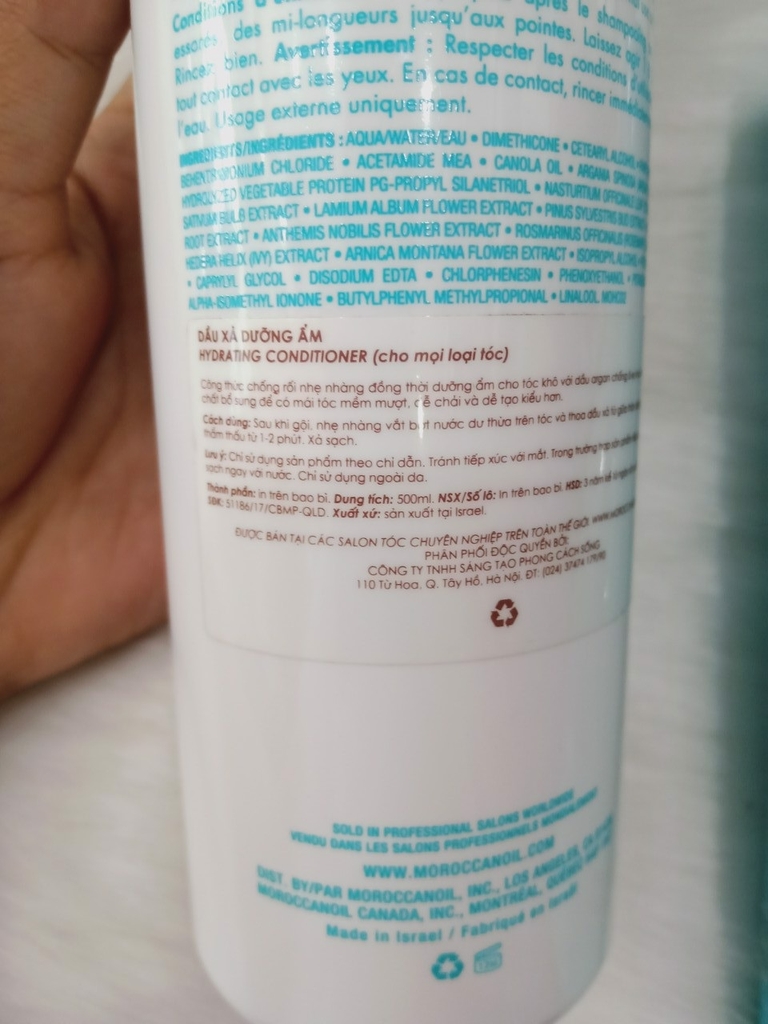 Conditions après le shampooing
essorés, des mi-longueurs jusqu'aux pointes. Laissez agir
Rincez bien. Avertissement : Respecter les conditions
tout contact avec les yeux. En cas de contact, rincer
l'eau. Usage externe uniquement.
INGREDIENTS/INGRÉDIENTS : AQUA/WATER/EAU • DIMETHICONE • CETEARYL ALCOHOL
BEHENTRIMONIUM CHLORIDE • ACETAMIDE MEA • CANOLA OIL • ARGANIA SPINOSA
HYDROLYZED VEGETABLE PROTEIN PG-PROPYL SILANETRIOL • NASTURTIUM OFFICINALE
SATIVUM BULB EXTRACT • LAMIUM ALBUM FLOWER EXTRACT • PINUS SYLVESTRIS BUD
ROOT EXTRACT • ANTHEMIS NOBILIS FLOWER EXTRACT • ROSMARINUS OFFICINALIS
HEDERA HELIX (IVY) EXTRACT • ARNICA MONTANA FLOWER EXTRACT • ISOPROPYL ALCOHOL
• CAPRYLYL GLYCOL • DISODIUM EDTA • CHLORPHENESIN • PHENOXYETHANOL •
ALPHA-ISOMETHYL IONONE • BUTYLPHENYL METHYLPROPIONAL • LINALOOL
DẦU XẢ DƯỠNG ẨM
HYDRATING CONDITIONER (cho mọi loại tóc)
Công thức chống rối nhẹ nhàng đồng thời dưỡng ẩm cho tóc khô với dầu argan chống
chất bổ sung để có mái tóc mềm mượt, dễ chải và dễ tạo kiểu hơn.
Cách dùng: Sau khi gội, nhẹ nhàng vắt bớt nước dư thừa trên tóc và thoa dầu xả từ giữa
thẩm thấu từ 1-2 phút. Xả sạch.
Lưu ý: Chỉ sử dụng sản phẩm theo chỉ dẫn. Tránh tiếp xúc với mắt. Trong trường hợp sản phẩm
sạch ngay với nước. Chỉ sử dụng ngoài da.
Thành phần: in trên bao bì. Dung tích: 500ml. NSX/Số lô: In trên bao bì. HSD: 3 năm kể từ ngày
SĐK: 51186/17/CBMP-QLD. Xuất xứ: sản xuất tại Israel.
ĐƯỢC BÁN TẠI CÁC SALON TÓC CHUYÊN NGHIỆP TRÊN TOÀN THẾ GIỚI:
PHÂN PHỐI ĐỘC QUYỀN BỞI:
CÔNG TY TNHH SÁNG TẠO PHONG CÁCH SỐNG
110 Từ Hoa, Q. Tây Hồ, Hà Nội. ĐT: (024) 37474
SOLD IN PROFESSIONAL SALONS WORLDWIDE
VENDU DANS LES SALONS PROFESSIONNELS MONDIALEMENT
WWW.MOROCCANOIL.COM
DIST. BY/PAR MOROCCANOIL, INC., LOS ANGELES, CA
MOROCCANOIL CANADA, INC., MONTRÉAL, QUÉBEC
Made in Israel / Fabriqué en Israël